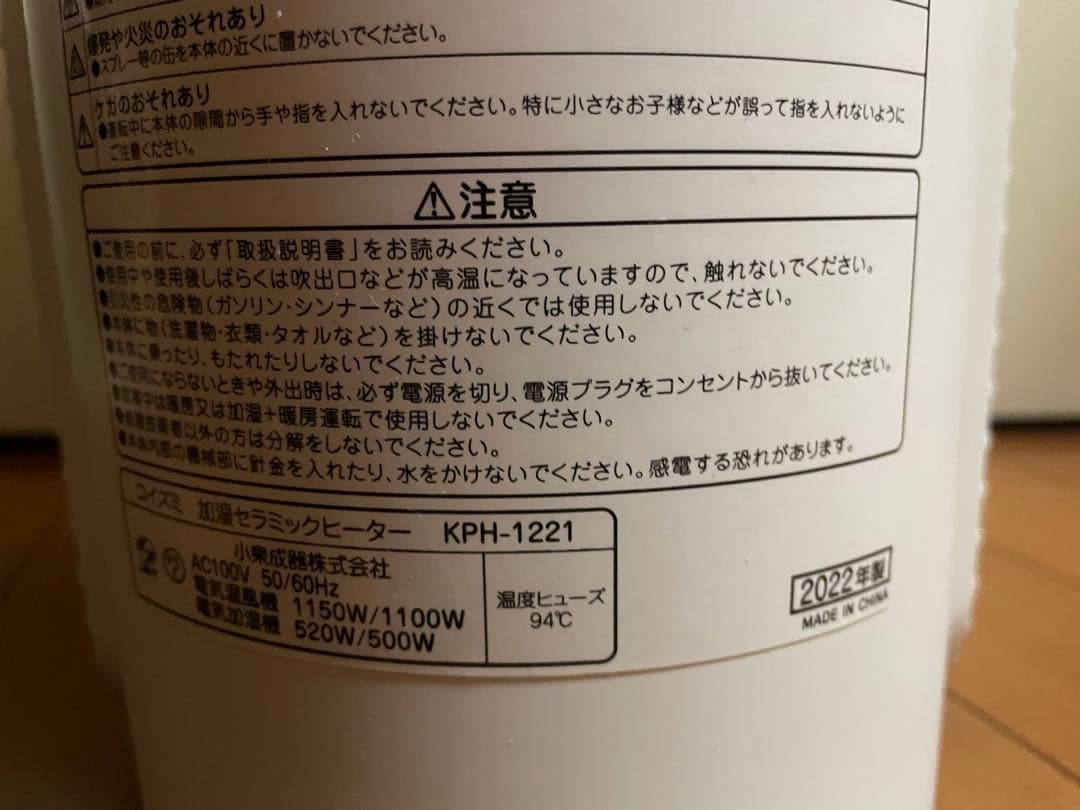 爆発や火災のおそれあり
●スプレー等の缶を本体の近くに置かないでください。
ケガのおそれあり
●運転中に本体の隙間から手や指を入れないでください。特に小さなお子様などが誤って指を入れないように
ご注意ください。
⚠注意
●ご使用の前に、必ず「取扱説明書」をお読みください。
●使用中や使用後しばらくは吹出口などが高温になっていますので、触れないでください。
●引火性の危険物(ガソリン・シンナーなど)の近くでは使用しないでください。
●本体に物(洗濯物・衣類・タオルなど)を掛けないでください。
●本体に乗ったり、もたれたりしないでください。
●ご使用にならないときや外出時は、必ず電源を切り、電源プラグをコンセントから抜いてください。
●就寝中は暖房又は加湿+暖房運転で使用しないでください。
●修理技術者以外の方は分解をしないでください。
●本体内部の機械部に針金を入れたり、水をかけないでください。感電する恐れがあります。
コイズミ 加湿セラミックヒーター KPH-1221
小泉成器株式会社
AC100V 50/60Hz
電気温風機 1150W/1100W
電気加湿機 520W/500W
温度ヒューズ
94℃
2022年製
MADE IN CHINA